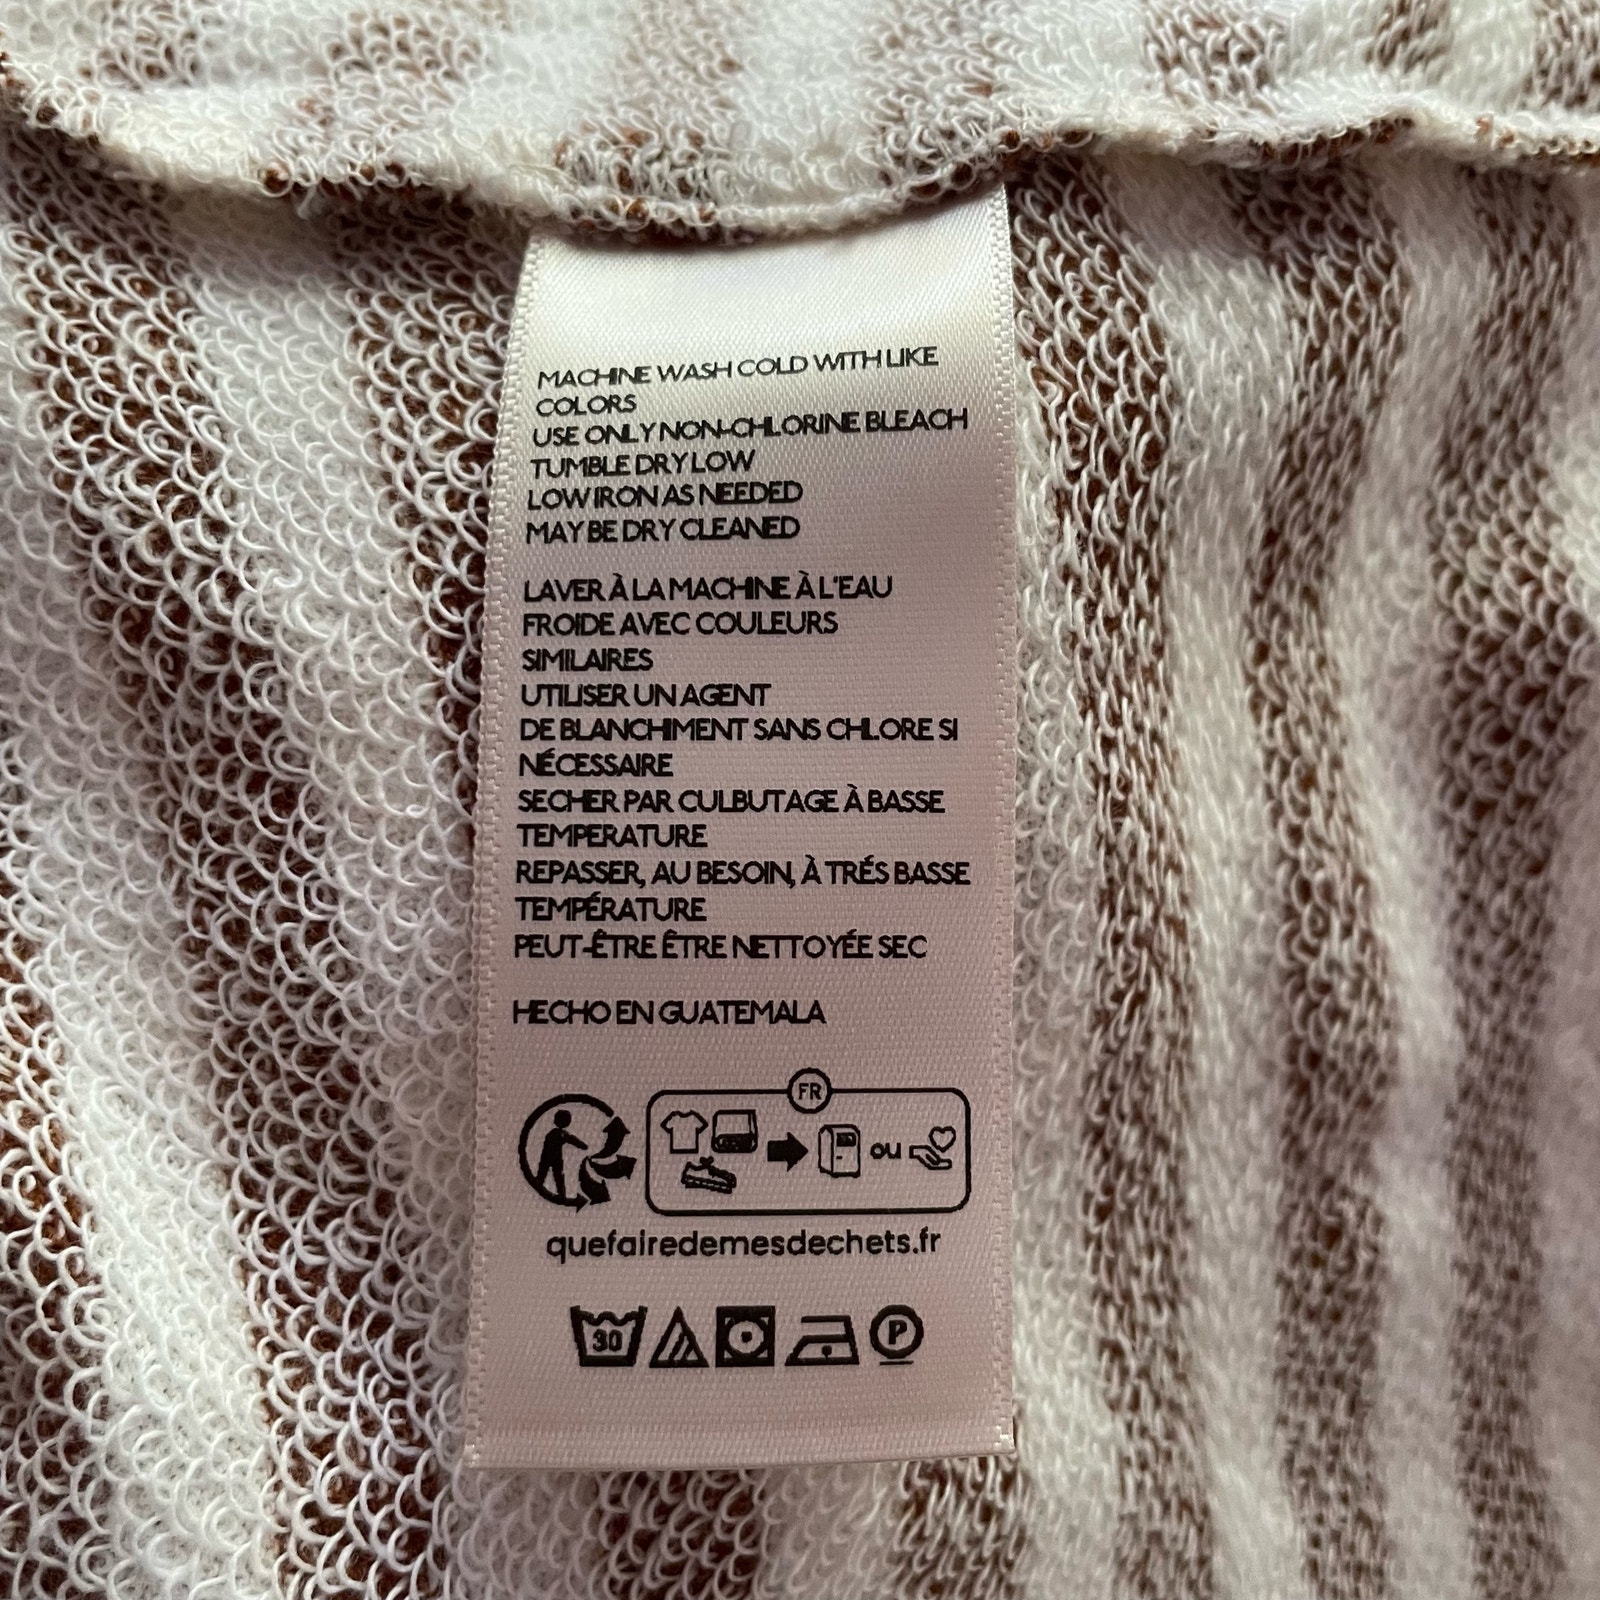 MACHINE WASH COLD WITH LIKE
COLORS
USE ONLY NON-CHLORINE BLEACH
TUMBLE DRY LOW
LOW IRON AS NEEDED
MAY BE DRY CLEANED
LAVER À LA MACHINE À L'EAU
FROIDE AVEC COULEURS
SIMILAIRES
UTILISER UN AGENT
DE BLANCHIMENT SANS CHLORE SI
NÉCESSAIRE
SECHER PAR CULBUTAGE À BASSE
TEMPERATURE
REPASSER, AU BESOIN, À TRÉS BASSE
TEMPÉRATURE
PEUT-ÊTRE ÊTRE NETTOYÉE SEC
HECHO EN GUATEMALA
FR
ou
quefairedemesdechets.fr
30 P